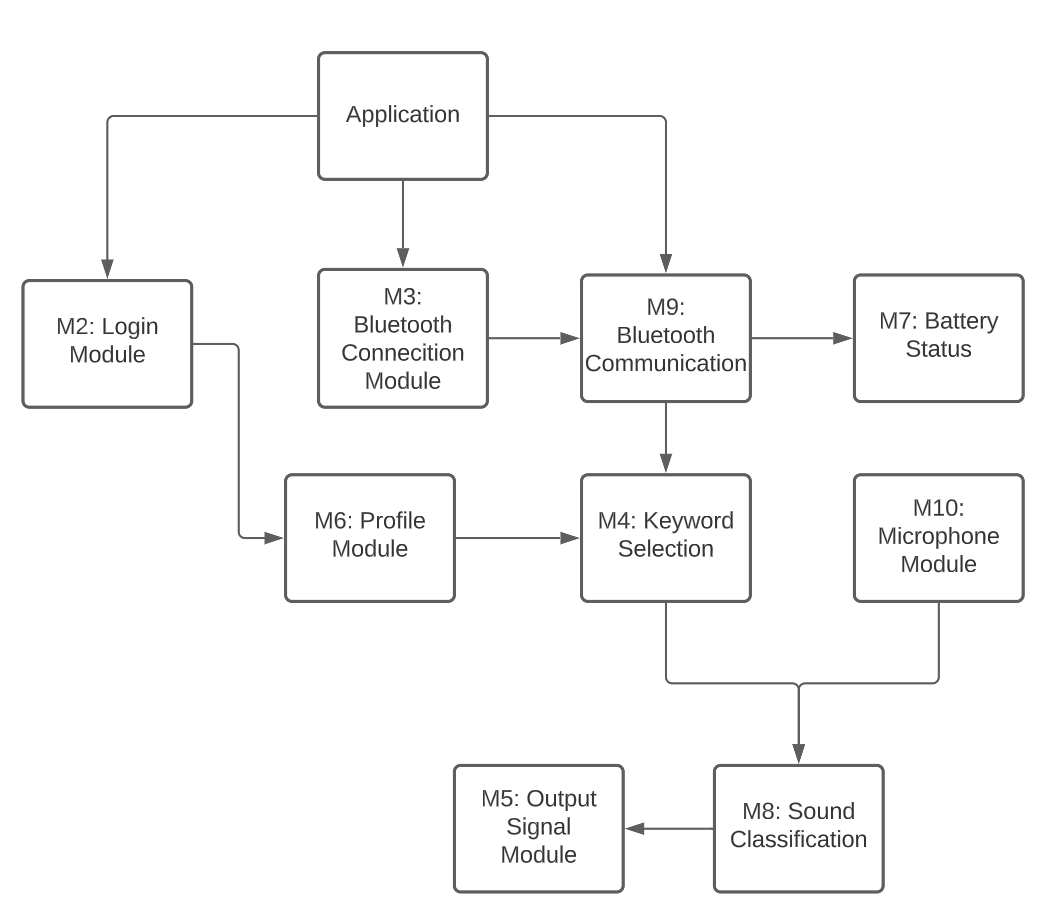 Application
M2: Login
Module
M3:
Bluetooth
Connecition
Module
M9:
Bluetooth
Communication
M7: Battery
Status
M6: Profile
Module
M4: Keyword
Selection
M10:
Microphone
Module
M5: Output
Signal
Module
M8: Sound
Classification